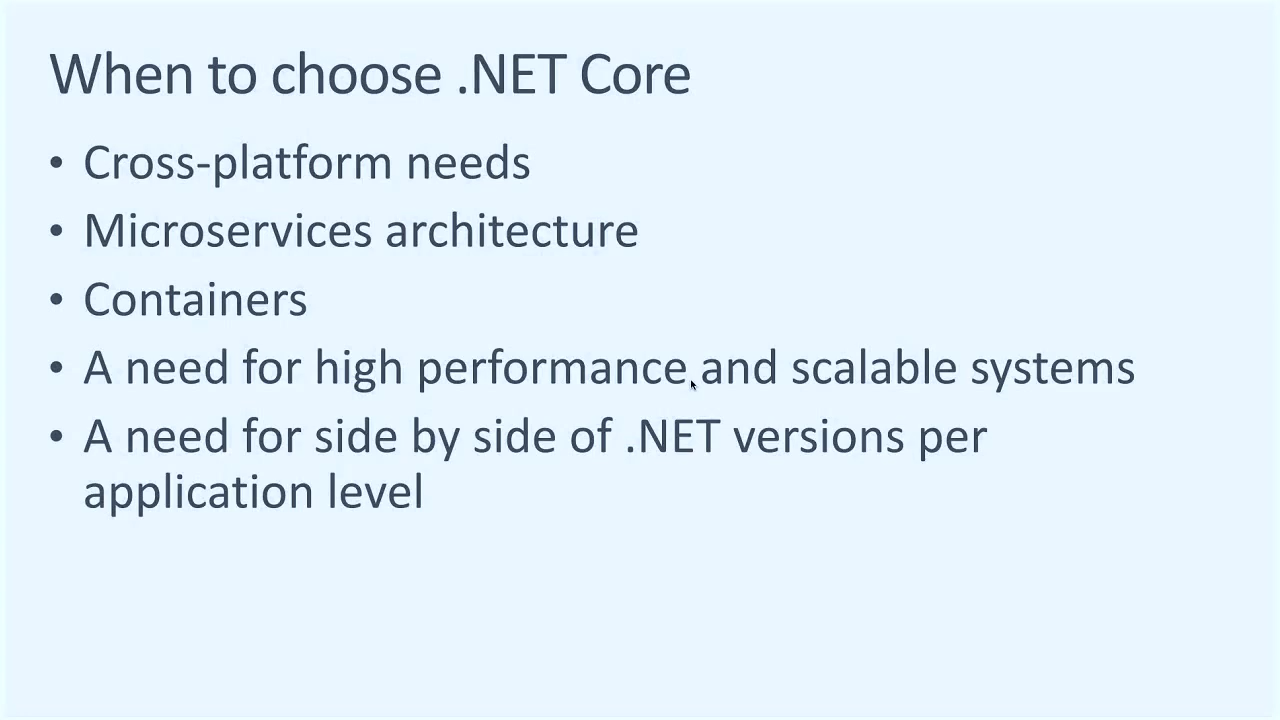 When to choose .NET Core
• Cross-platform needs
• Microservices architecture
• Containers
• A need for high performance and scalable systems
• A need for side by side of .NET versions per
application level